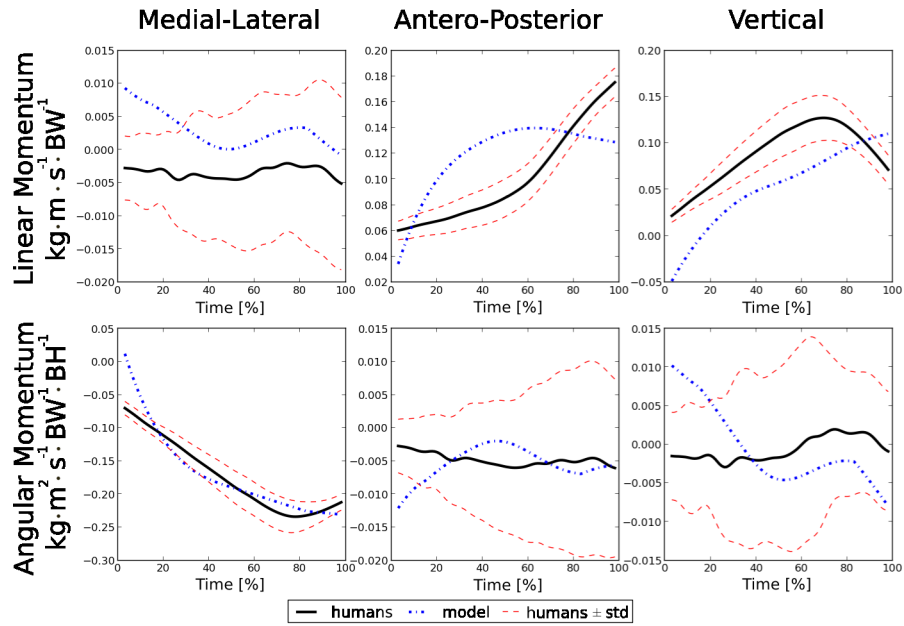 Medial-Lateral Antero-Posterior Vertical
Linear Momentum
kg·m·s⁻¹·BW⁻¹
0.015 0.010 0.005 0.000 −0.005 −0.010 −0.015 −0.020
0 20 40 60 80 100
Time [%]
0.20 0.18 0.16 0.14 0.12 0.10 0.08 0.06 0.04 0.02
0 20 40 60 80 100
Time [%]
0.20 0.15 0.10 0.05 0.00 −0.05
0 20 40 60 80 100
Time [%]
Angular Momentum
kg·m²·s⁻¹·BW⁻¹·BH⁻¹
0.05 0.00 −0.05 −0.10 −0.15 −0.20 −0.25 −0.30
0 20 40 60 80 100
Time [%]
0.015 0.010 0.005 0.000 −0.005 −0.010 −0.015 −0.020
0 20 40 60 80 100
Time [%]
0.015 0.010 0.005 0.000 −0.005 −0.010 −0.015
0 20 40 60 80 100
Time [%]
humans model humans ± std